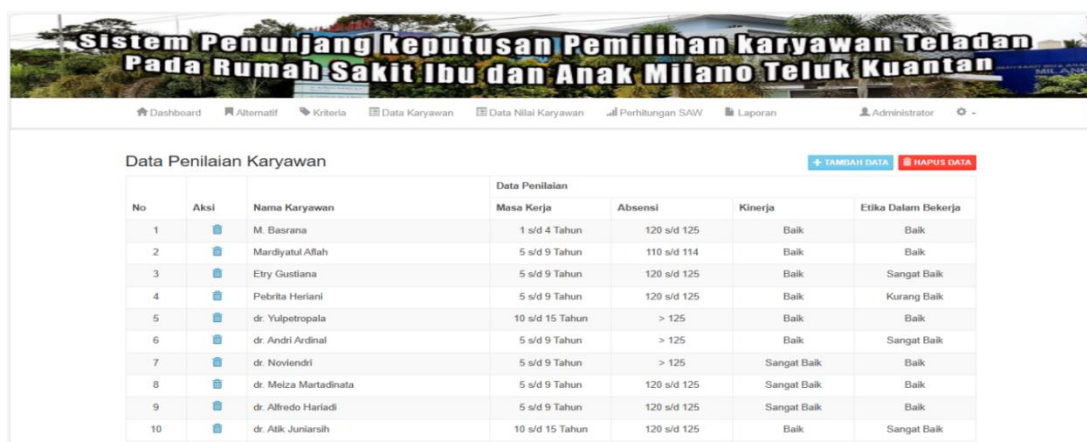 Sistem Penunjang keputusan Pemilihan karyawan Teladan
Pada Rumah Sakit Ibu dan Anak Milano Teluk Kuantan
Dashboard Alternatif Kriteria Data Karyawan Data Nilai Karyawan Perhitungan SAW Laporan Administrator
Data Penilaian Karyawan
+ TAMBAH DATA HAPUS DATA
Data Penilaian
No Aksi Nama Karyawan Masa Kerja Absensi Kinerja Etika Dalam Bekerja
1 M. Basrana 1 s/d 4 Tahun 120 s/d 125 Baik Baik
2 Mardiyatul Aflah 5 s/d 9 Tahun 110 s/d 114 Baik Baik
3 Etry Gustiana 5 s/d 9 Tahun 120 s/d 125 Baik Sangat Baik
4 Pebrita Heriani 5 s/d 9 Tahun 120 s/d 125 Baik Kurang Baik
5 dr. Yulpetropala 10 s/d 15 Tahun > 125 Baik Baik
6 dr. Andri Ardinal 5 s/d 9 Tahun > 125 Baik Sangat Baik
7 dr. Noviendri 5 s/d 9 Tahun > 125 Sangat Baik Baik
8 dr. Meiza Martadinata 5 s/d 9 Tahun 120 s/d 125 Sangat Baik Baik
9 dr. Alfredo Hariadi 5 s/d 9 Tahun 120 s/d 125 Sangat Baik Baik
10 dr. Atik Juniarsih 10 s/d 15 Tahun 120 s/d 125 Baik Sangat Baik